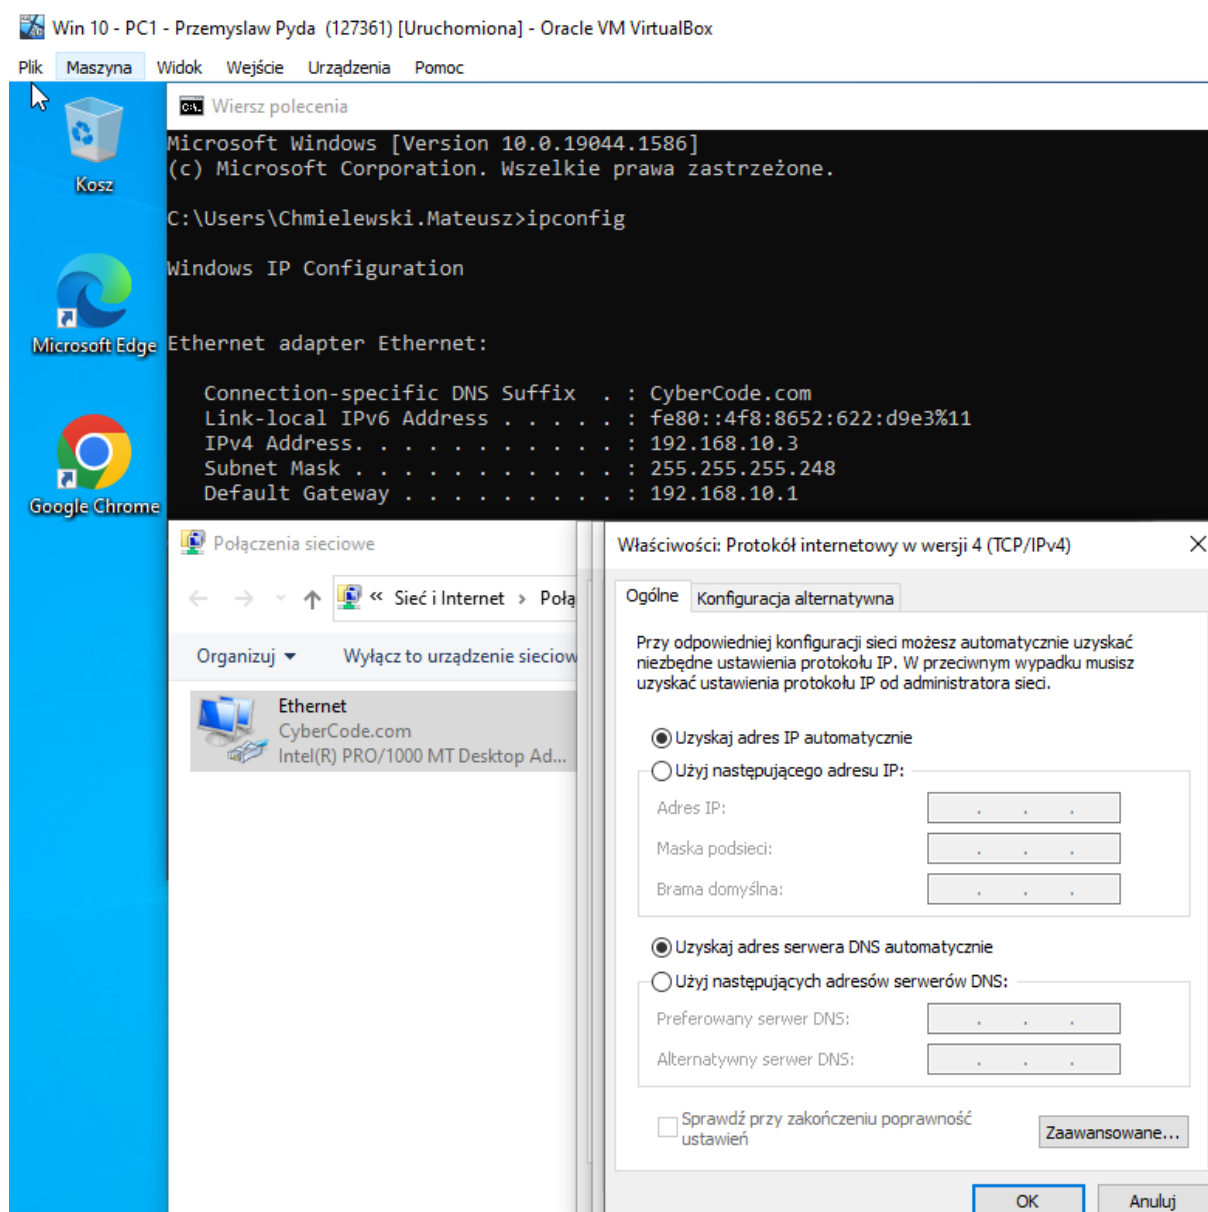 Win 10 - PC1 - Przemyslaw Pyda  (127361) [Uruchomiona] - Oracle VM VirtualBox
Plik Maszyna Widok Wejście Urządzenia Pomoc
Kosz
Microsoft Edge
Google Chrome
Wiersz polecenia
Microsoft Windows [Version 10.0.19044.1586]
(c) Microsoft Corporation. Wszelkie prawa zastrzeżone.
C:\Users\Chmielewski.Mateusz>ipconfig
Windows IP Configuration
Ethernet adapter Ethernet:
Connection-specific DNS Suffix  . : CyberCode.com
Link-local IPv6 Address . . . . . : fe80::4f8:8652:622:d9e3%11
IPv4 Address. . . . . . . . . . . : 192.168.10.3
Subnet Mask . . . . . . . . . . . : 255.255.255.248
Default Gateway . . . . . . . . . : 192.168.10.1
Połączenia sieciowe
« Sieć i Internet › Połą
Organizuj Wyłącz to urządzenie sieciow
Ethernet
CyberCode.com
Intel(R) PRO/1000 MT Desktop Ad...
Właściwości: Protokół internetowy w wersji 4 (TCP/IPv4)
Ogólne Konfiguracja alternatywna
Przy odpowiedniej konfiguracji sieci możesz automatycznie uzyskać
niezbędne ustawienia protokołu IP. W przeciwnym wypadku musisz
uzyskać ustawienia protokołu IP od administratora sieci.
Uzyskaj adres IP automatycznie
Użyj następującego adresu IP:
Adres IP:
Maska podsieci:
Brama domyślna:
Uzyskaj adres serwera DNS automatycznie
Użyj następujących adresów serwerów DNS:
Preferowany serwer DNS:
Alternatywny serwer DNS:
Sprawdź przy zakończeniu poprawność
ustawień
Zaawansowane...
OK Anuluj